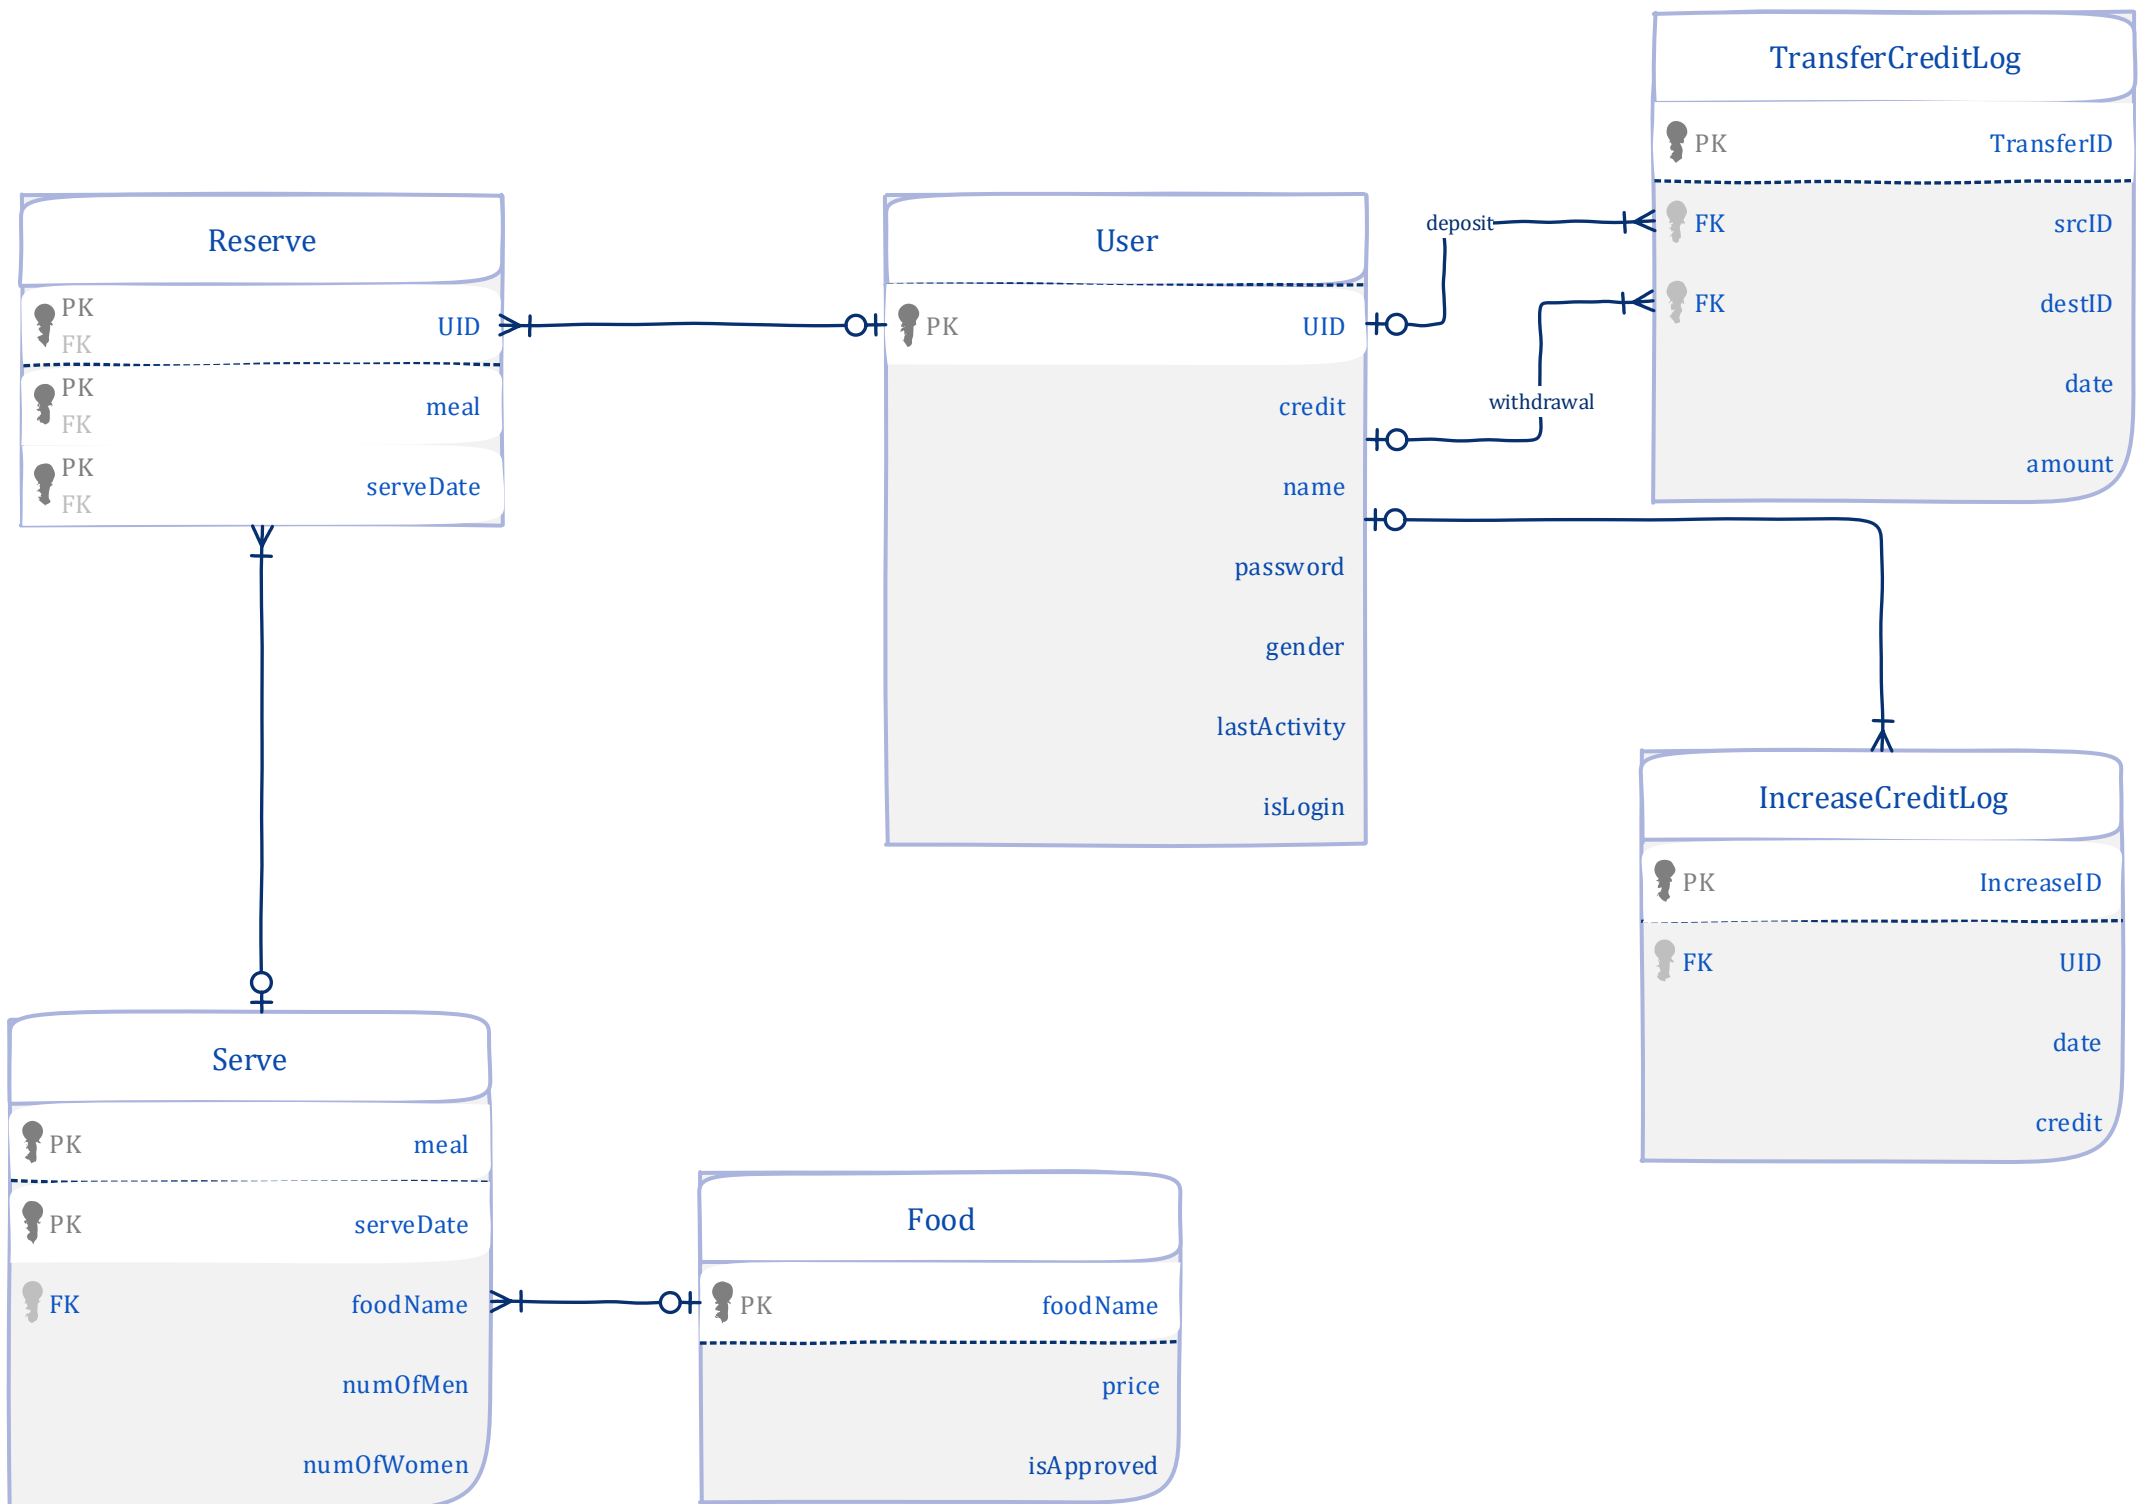 TransferCreditLog
PK TransferID
FK srcID
FK destID
date
amount
Reserve
PK
FK
UID
PK
FK
meal
PK
FK
serveDate
User
PK UID
credit
name
password
gender
lastActivity
isLogin
deposit
withdrawal
IncreaseCreditLog
PK IncreaseID
FK UID
date
credit
Serve
PK meal
PK serveDate
FK foodName
numOfMen
numOfWomen
Food
PK foodName
price
isApproved